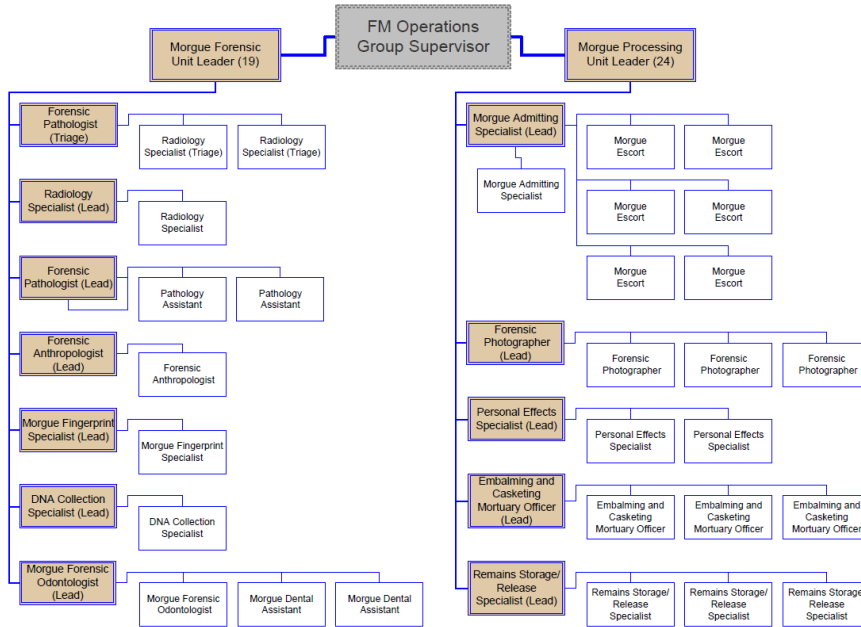 FM Operations
Group Supervisor
Morgue Forensic
Unit Leader (19)
Morgue Processing
Unit Leader (24)
Forensic
Pathologist
(Triage)
Radiology
Specialist (Triage)
Radiology
Specialist (Triage)
Radiology
Specialist (Lead)
Radiology
Specialist
Forensic
Pathologist (Lead)
Pathology
Assistant
Pathology
Assistant
Forensic
Anthropologist
(Lead)
Forensic
Anthropologist
Morgue Fingerprint
Specialist (Lead)
Morgue Fingerprint
Specialist
DNA Collection
Specialist (Lead)
DNA Collection
Specialist
Morgue Forensic
Odontologist
(Lead)
Morgue Forensic
Odontologist
Morgue Dental
Assistant
Morgue Dental
Assistant
Morgue Admitting
Specialist (Lead)
Morgue Admitting
Specialist
Morgue
Escort
Morgue
Escort
Morgue
Escort
Morgue
Escort
Morgue
Escort
Morgue
Escort
Forensic
Photographer
(Lead)
Forensic
Photographer
Forensic
Photographer
Forensic
Photographer
Personal Effects
Specialist (Lead)
Personal Effects
Specialist
Personal Effects
Specialist
Embalming and
Casketing
Mortuary Officer
(Lead)
Embalming and
Casketing
Mortuary Officer
Embalming and
Casketing
Mortuary Officer
Embalming and
Casketing
Mortuary Officer
Remains Storage/
Release
Specialist (Lead)
Remains Storage/
Release
Specialist
Remains Storage/
Release
Specialist
Remains Storage/
Release
Specialist